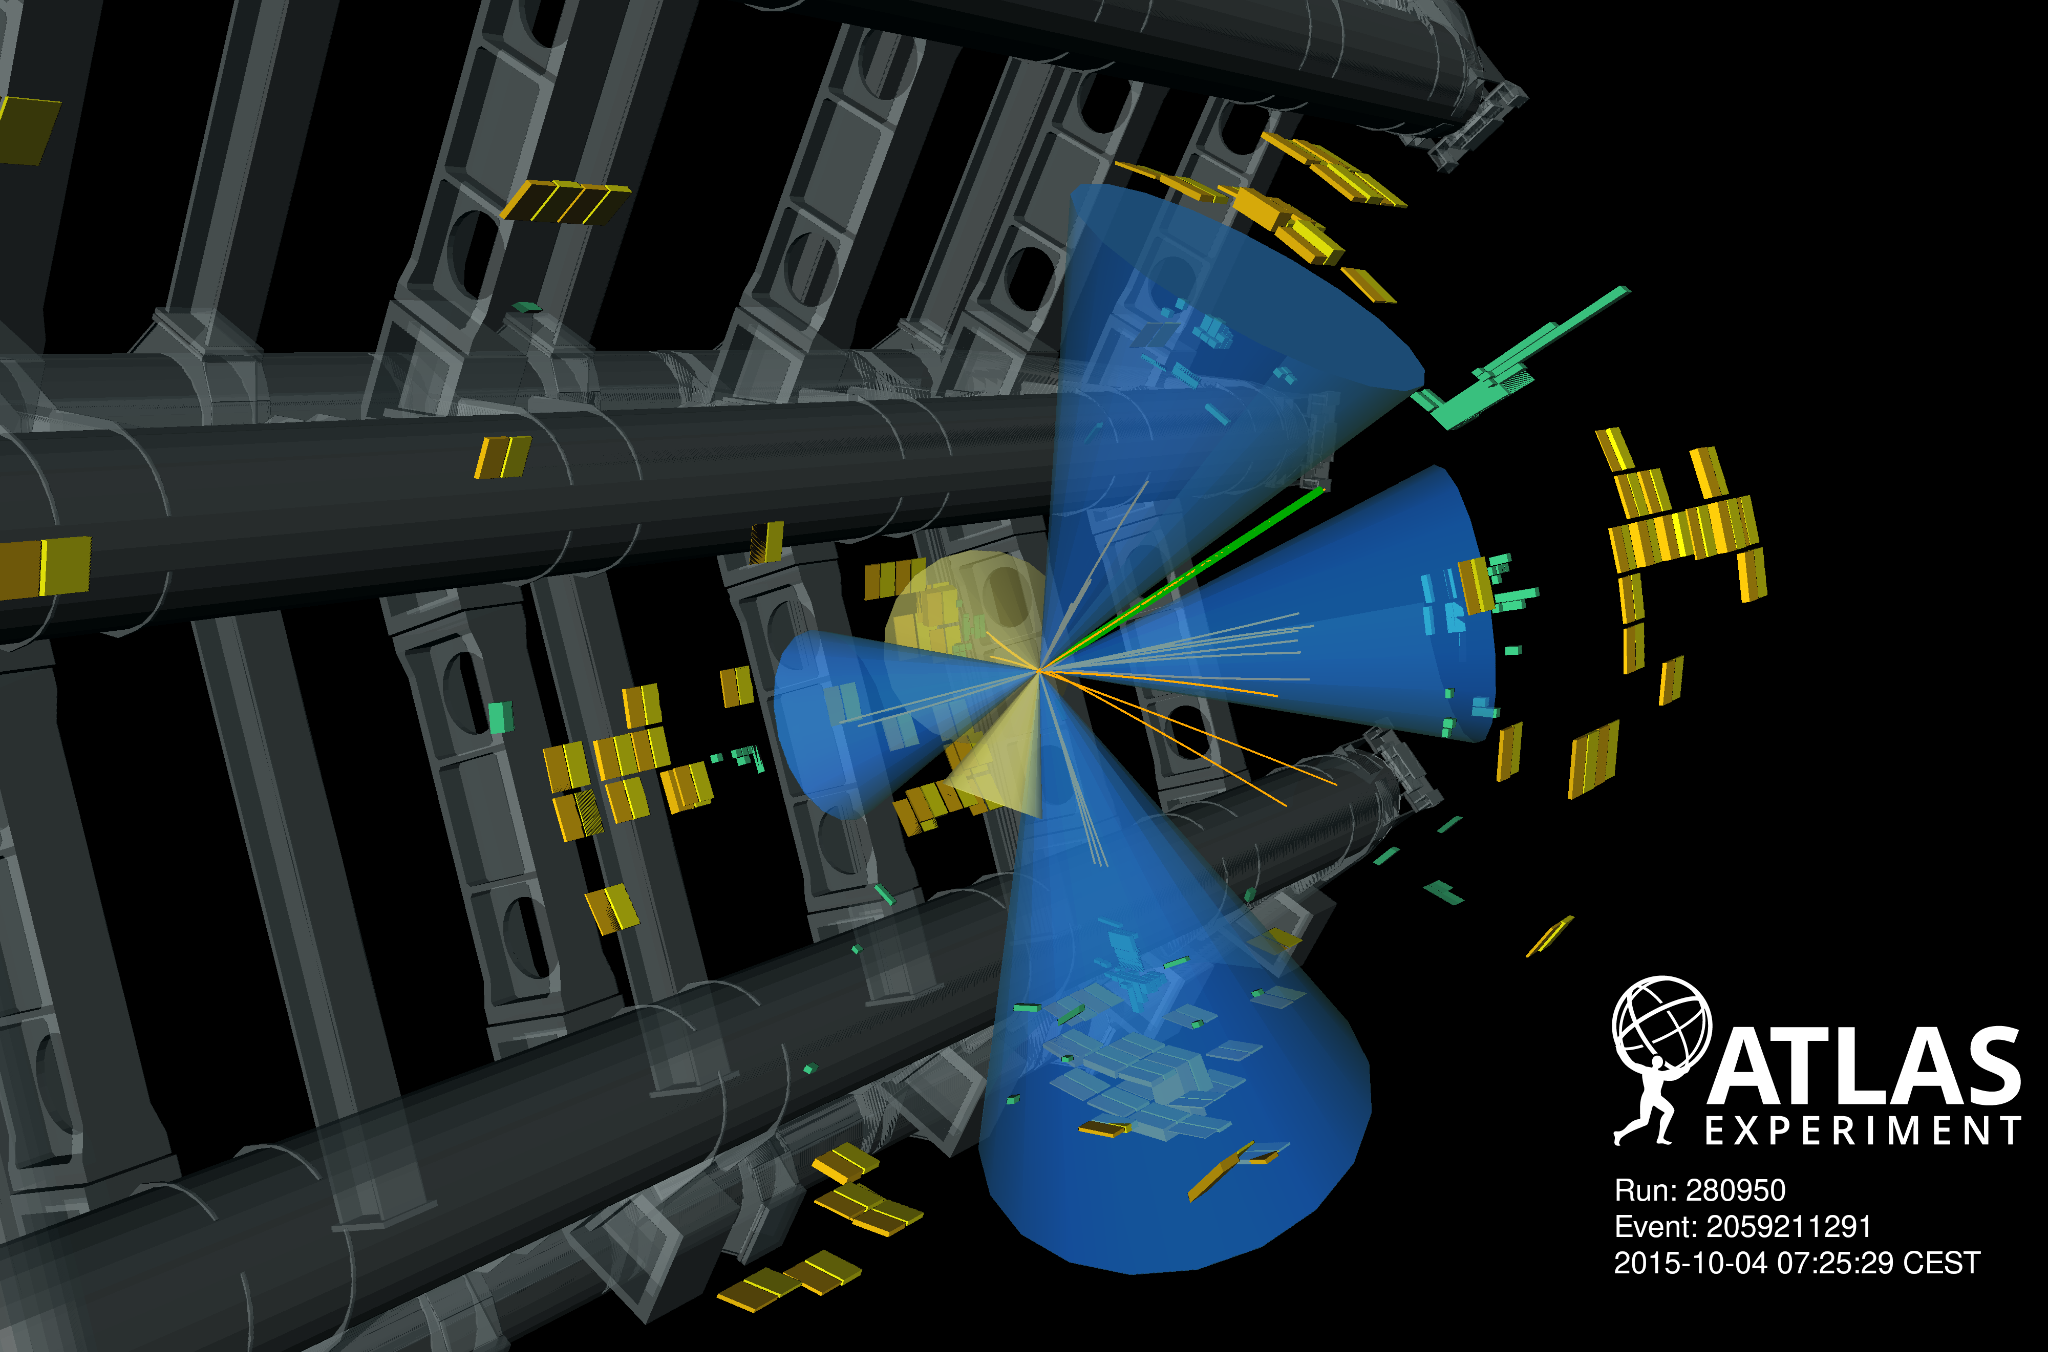 ATLAS
EXPERIMENT
Run: 280950
Event: 2059211291
2015-10-04 07:25:29 CEST